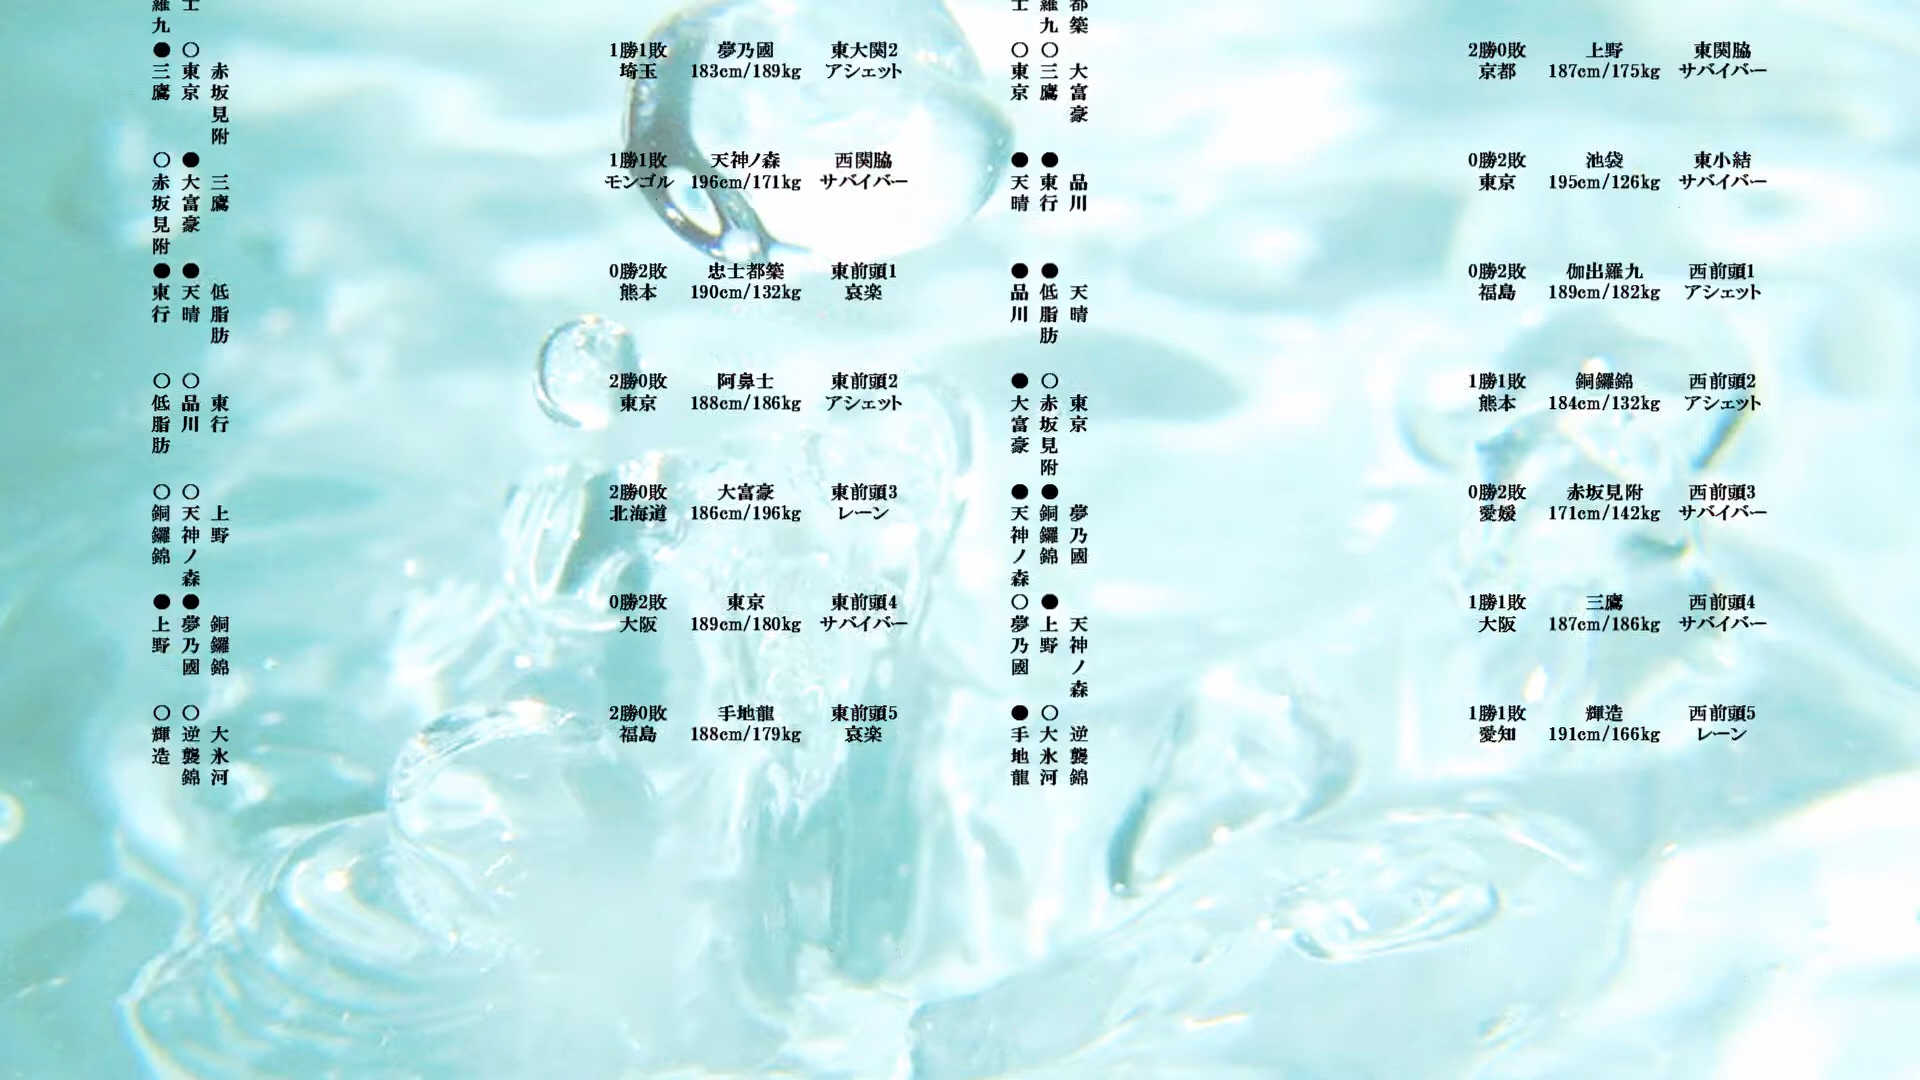 羅九
●三鷹
○東京
赤坂見附
1勝1敗 夢乃國 東大関2
埼玉 183cm/189kg アシェット
羅九
○東京
都築
○三鷹
大富豪
2勝0敗 上野 東関脇
京都 187cm/175kg サバイバー
○赤坂見附
●大富豪
三鷹
1勝1敗 天神ノ森 西関脇
モンゴル 196cm/171kg サバイバー
●天晴
●東行
品川
0勝2敗 池袋 東小結
東京 195cm/126kg サバイバー
●東行
●天晴
低脂肪
0勝2敗 忠士都築 東前頭1
熊本 190cm/132kg 哀楽
●品川
●低脂肪
天晴
0勝2敗 伽出羅九 西前頭1
福島 189cm/182kg アシェット
○低脂肪
○品川
東行
2勝0敗 阿鼻士 東前頭2
東京 188cm/186kg アシェット
●大富豪
○赤坂見附
東京
1勝1敗 銅鑼錦 西前頭2
熊本 184cm/132kg アシェット
○銅鑼錦
○天神ノ森
上野
2勝0敗 大富豪 東前頭3
北海道 186cm/196kg レーン
●天神ノ森
●銅鑼錦
夢乃國
0勝2敗 赤坂見附 西前頭3
愛媛 171cm/142kg サバイバー
●上野
●夢乃國
銅鑼錦
0勝2敗 東京 東前頭4
大阪 189cm/180kg サバイバー
○夢乃國
●上野
天神ノ森
1勝1敗 三鷹 西前頭4
大阪 187cm/186kg サバイバー
○輝造
○逆襲錦
大氷河
2勝0敗 手地龍 東前頭5
福島 188cm/179kg 哀楽
●手地龍
○大氷河
逆襲錦
1勝1敗 輝造 西前頭5
愛知 191cm/166kg レーン